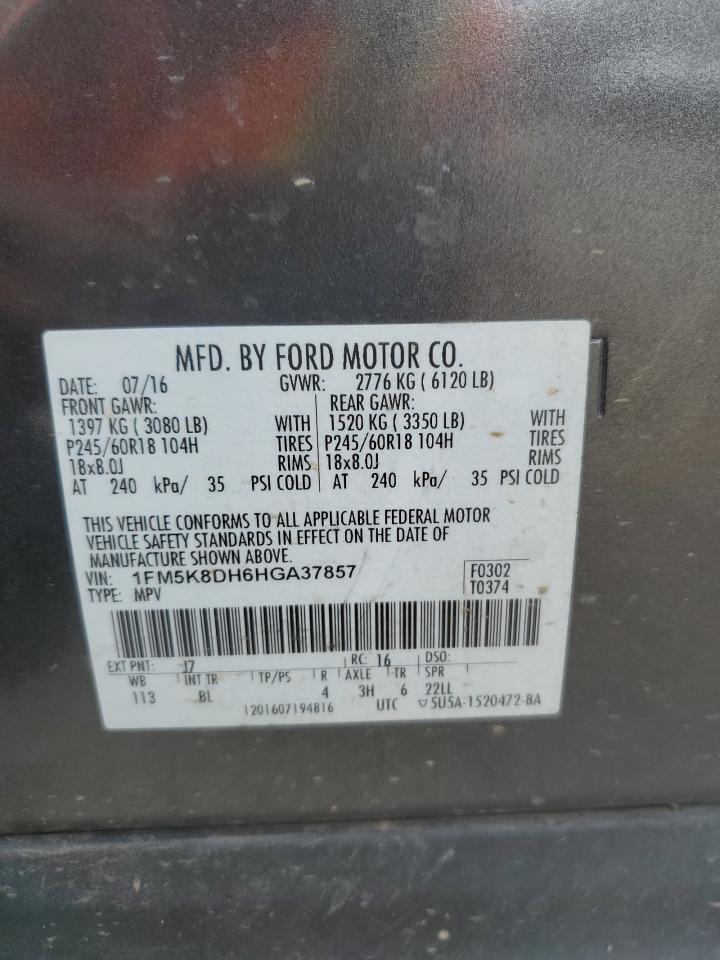 MFD. BY FORD MOTOR CO.
DATE: 07/16 GVWR: 2776 KG ( 6120 LB)
FRONT GAWR: REAR GAWR:
1397 KG ( 3080 LB) WITH 1520 KG ( 3350 LB) WITH
P245/60R18 104H TIRES P245/60R18 104H TIRES
18x8.0J RIMS 18x8.0J RIMS
AT 240 kPa/ 35 PSI COLD AT 240 kPa/ 35 PSI COLD
THIS VEHICLE CONFORMS TO ALL APPLICABLE FEDERAL MOTOR
VEHICLE SAFETY STANDARDS IN EFFECT ON THE DATE OF
MANUFACTURE SHOWN ABOVE.
VIN: 1FM5K8DH6HGA37857 F0302
TYPE: MPV T0374
EXT PNT: J7 RC: 16 DSO:
WB INT TR TP/PS R AXLE TR SPR
113 BL 4 3H 6 22LL
1201607194816 UTC ▽5U5A-1520472-BA